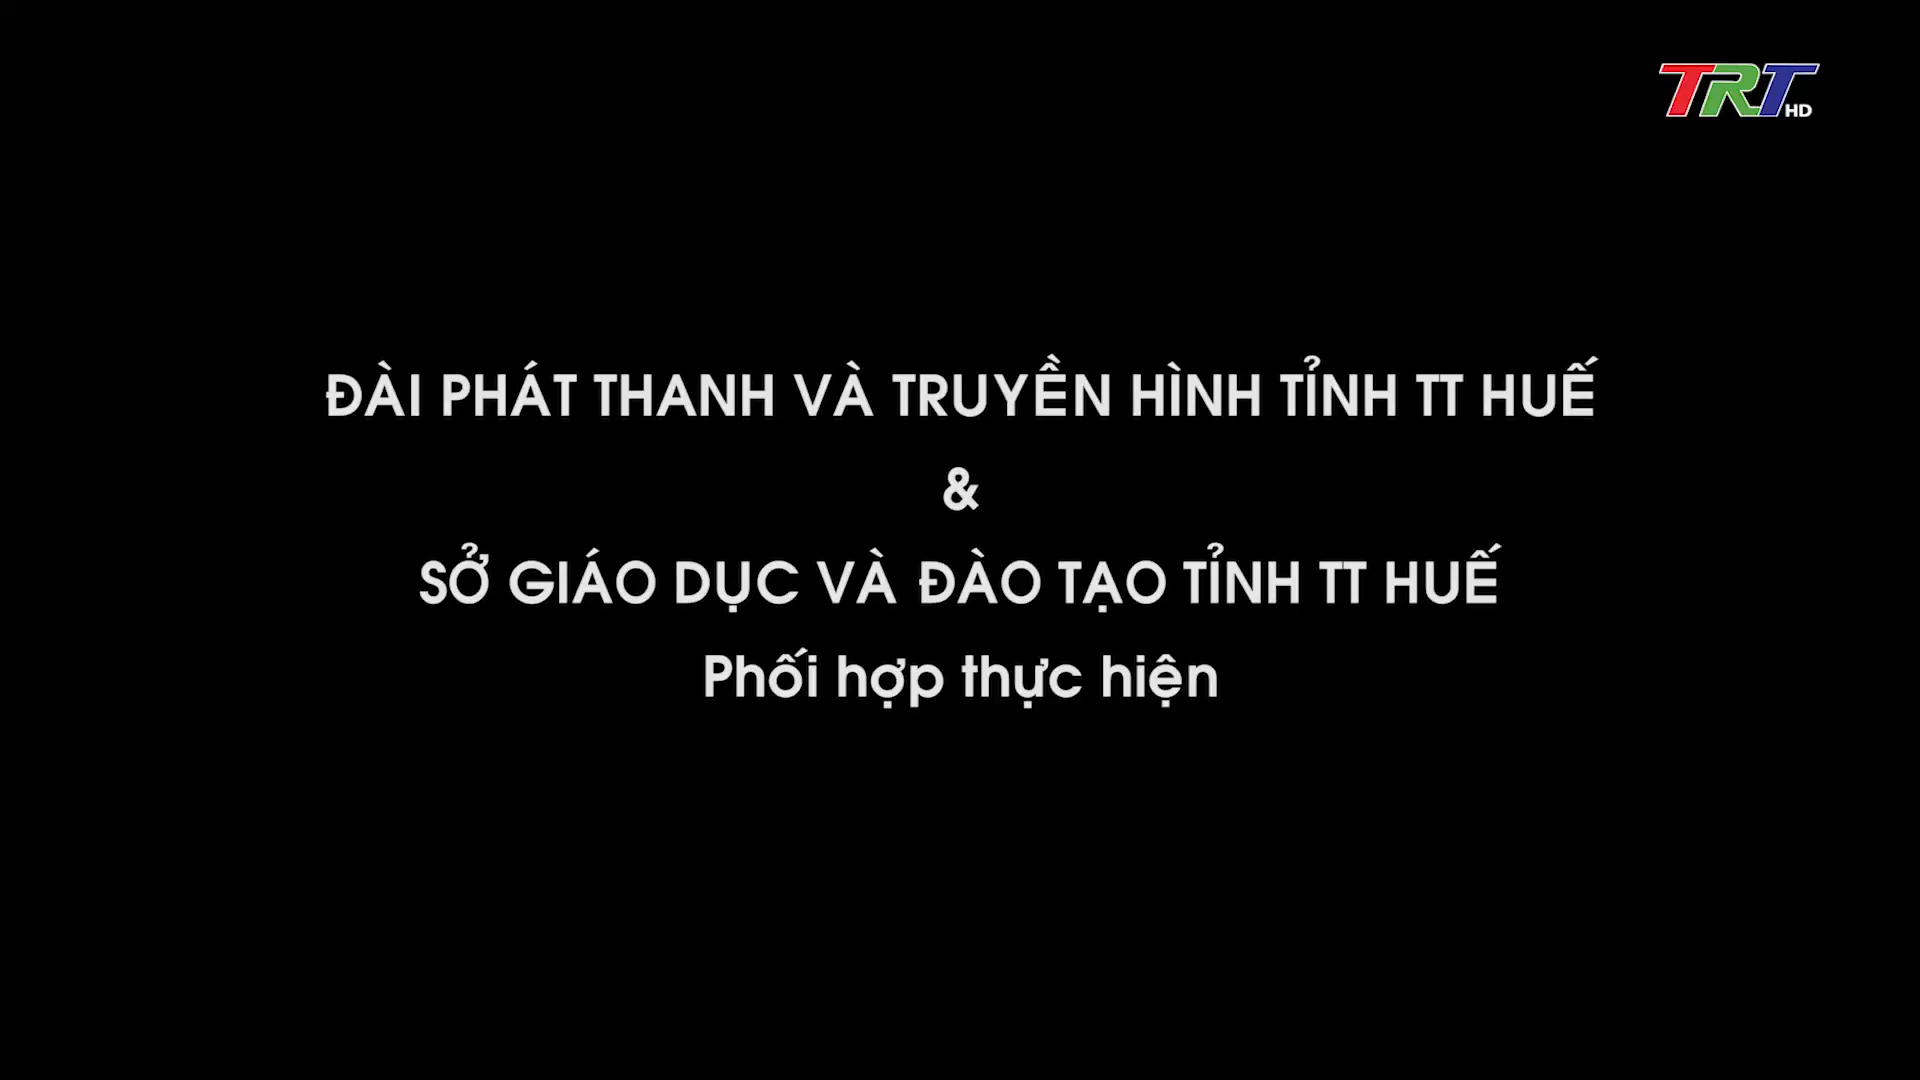 TRT HD
ĐÀI PHÁT THANH VÀ TRUYỀN HÌNH TỈNH TT HUẾ
&
SỞ GIÁO DỤC VÀ ĐÀO TẠO TỈNH TT HUẾ
Phối hợp thực hiện